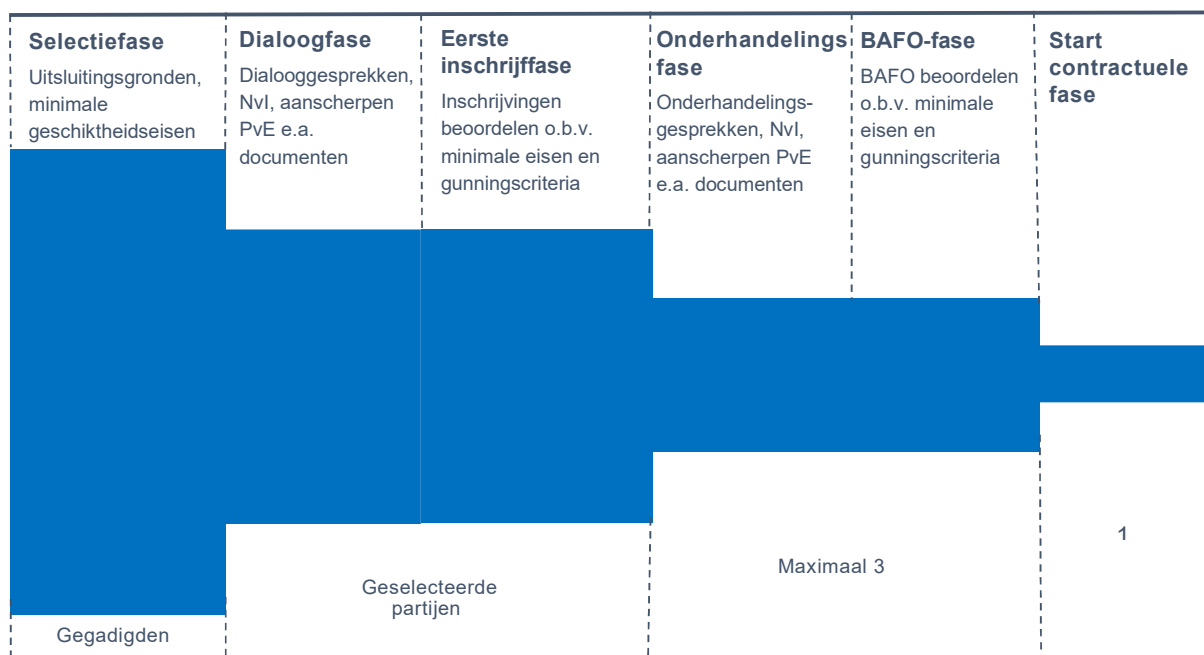 Selectiefase
Uitsluitingsgronden,
minimale
geschiktheidseisen
Dialoogfase
Dialooggesprekken,
NvI, aanscherpen
PvE e.a.
documenten
Eerste
inschrijffase
Inschrijvingen
beoordelen o.b.v.
minimale eisen en
gunningscriteria
Onderhandelings
fase
Onderhandelings-
gesprekken, NvI,
aanscherpen PvE
e.a. documenten
BAFO-fase
BAFO beoordelen
o.b.v. minimale
eisen en
gunningscriteria
Start
contractuele
fase
Gegadigden
Geselecteerde
partijen
Maximaal 3
1